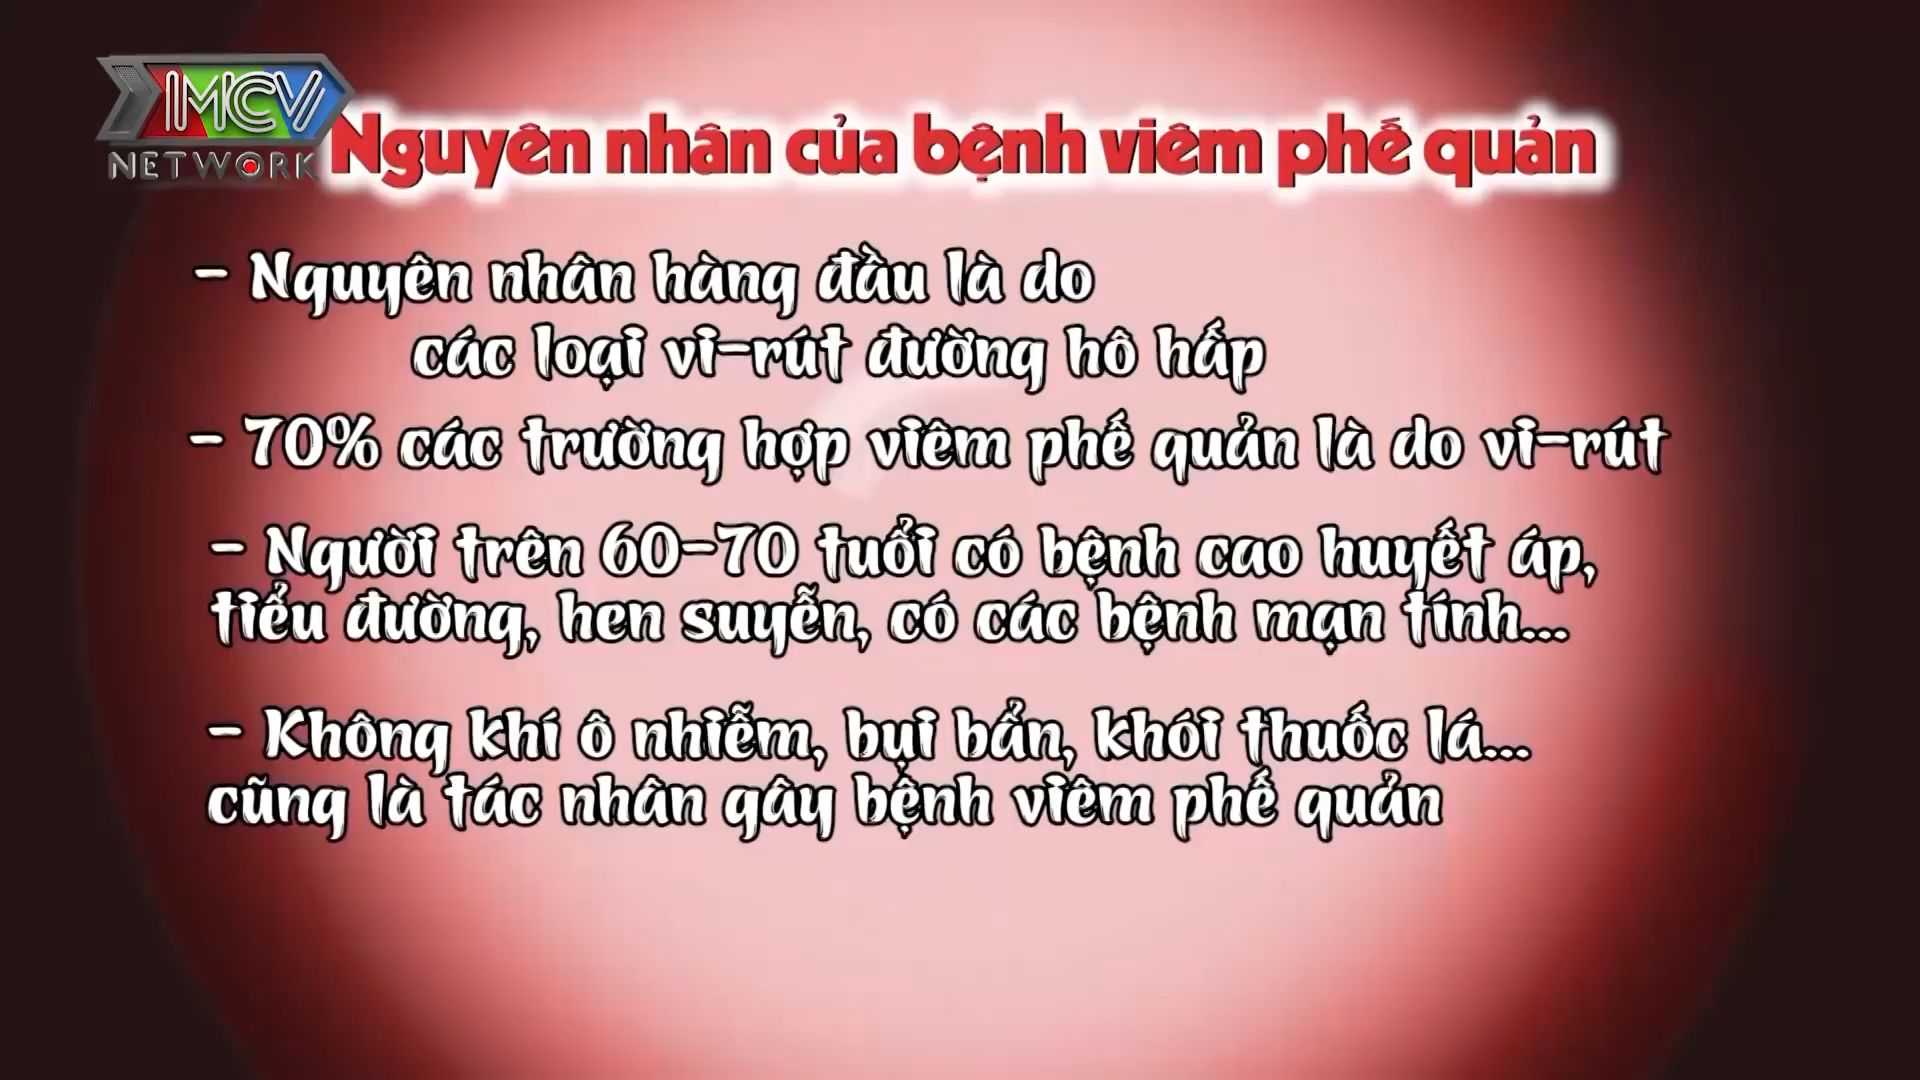 MCV
NETWORK
Nguyên nhân của bệnh viêm phế quản
- Nguyên nhân hàng đầu là do
các loại vi-rút đường hô hấp
- 70% các trường hợp viêm phế quản là do vi-rút
- Người trên 60-70 tuổi có bệnh cao huyết áp,
tiểu đường, hen suyễn, có các bệnh mạn tính...
- Không khí ô nhiễm, bụi bẩn, khói thuốc lá...
cũng là tác nhân gây bệnh viêm phế quản